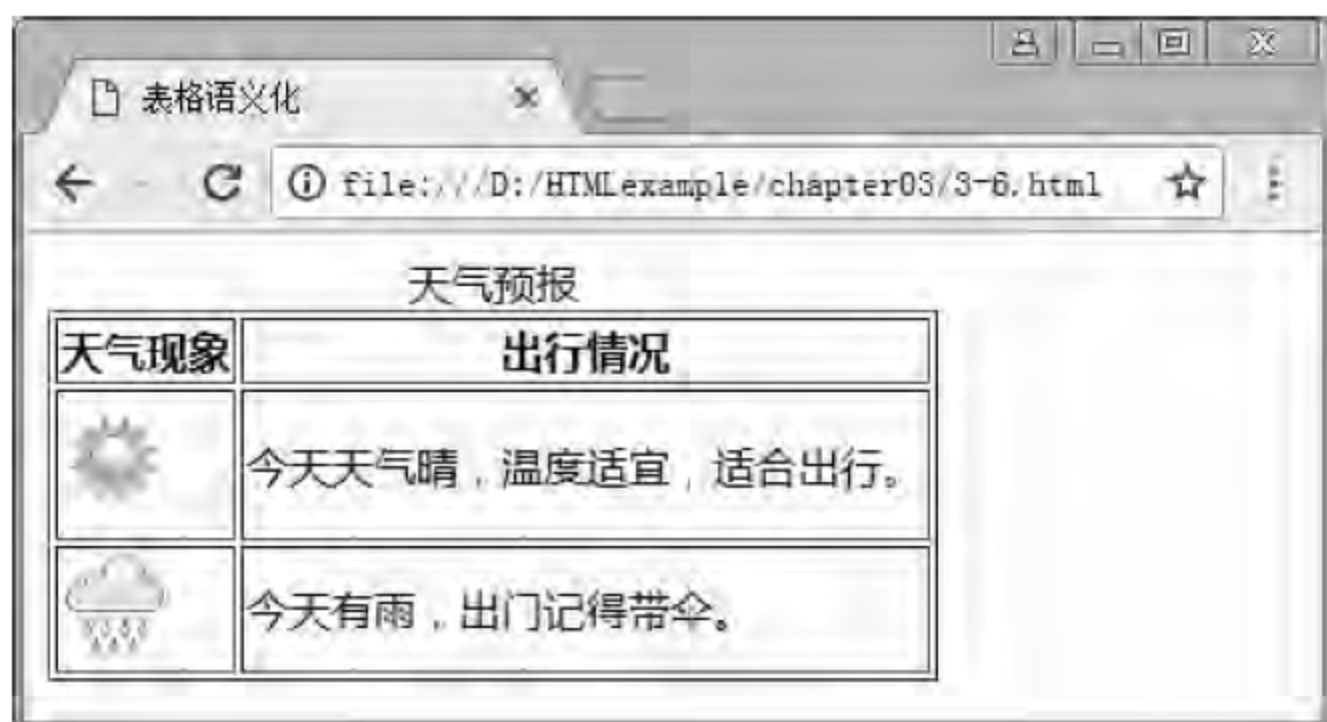 表格语义化
file:///D:/HTMLexample/chapter03/3-6.html
天气预报
天气现象 出行情况
今天天气晴，温度适宜，适合出行。
今天有雨，出门记得带伞。